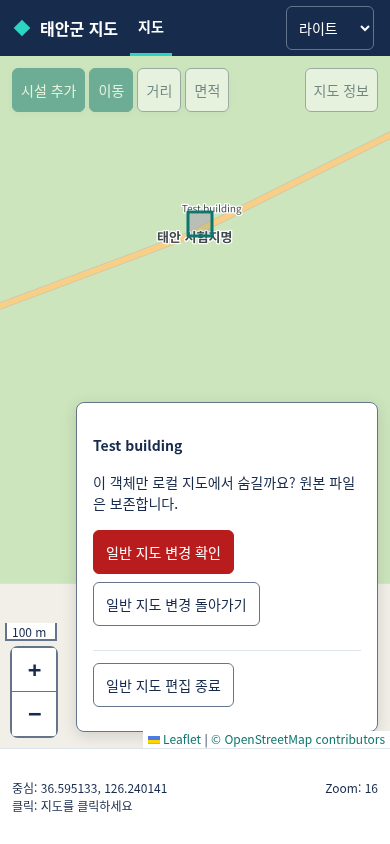 태안군 지도
지도
라이트
시설 추가
이동
거리
면적
지도 정보
Test building
태안 시험지명
Test building
이 객체만 로컬 지도에서 숨길까요? 원본 파일
은 보존합니다.
일반 지도 변경 확인
일반 지도 변경 돌아가기
일반 지도 편집 종료
100 m
+
−
Leaflet | © OpenStreetMap contributors
중심: 36.595133, 126.240141
Zoom: 16
클릭: 지도를 클릭하세요